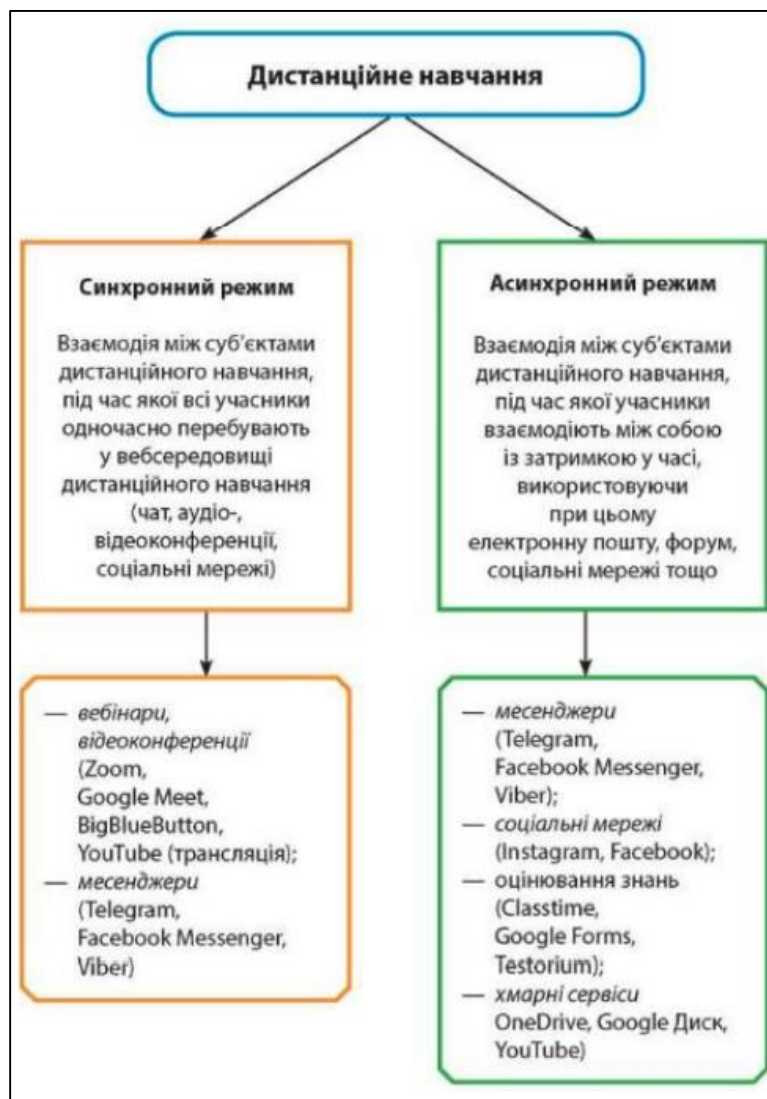 Дистанційне навчання
Синхронний режим
Взаємодія між суб’єктами
дистанційного навчання,
під час якої всі учасники
одночасно перебувають
у вебсередовищі
дистанційного навчання
(чат, аудіо-,
відеоконференції,
соціальні мережі)
Асинхронний режим
Взаємодія між суб’єктами
дистанційного навчання,
під час якої учасники
взаємодіють між собою
із затримкою у часі,
використовуючи
при цьому
електронну пошту, форум,
соціальні мережі тощо
— вебінари,
відеоконференції
(Zoom,
Google Meet,
BigBlueButton,
YouTube (трансляція);
— месенджери
(Telegram,
Facebook Messenger,
Viber)
— месенджери
(Telegram,
Facebook Messenger,
Viber);
— соціальні мережі
(Instagram, Facebook);
— оцінювання знань
(Classtime,
Google Forms,
Testorium);
— хмарні сервіси
OneDrive, Google Диск,
YouTube)